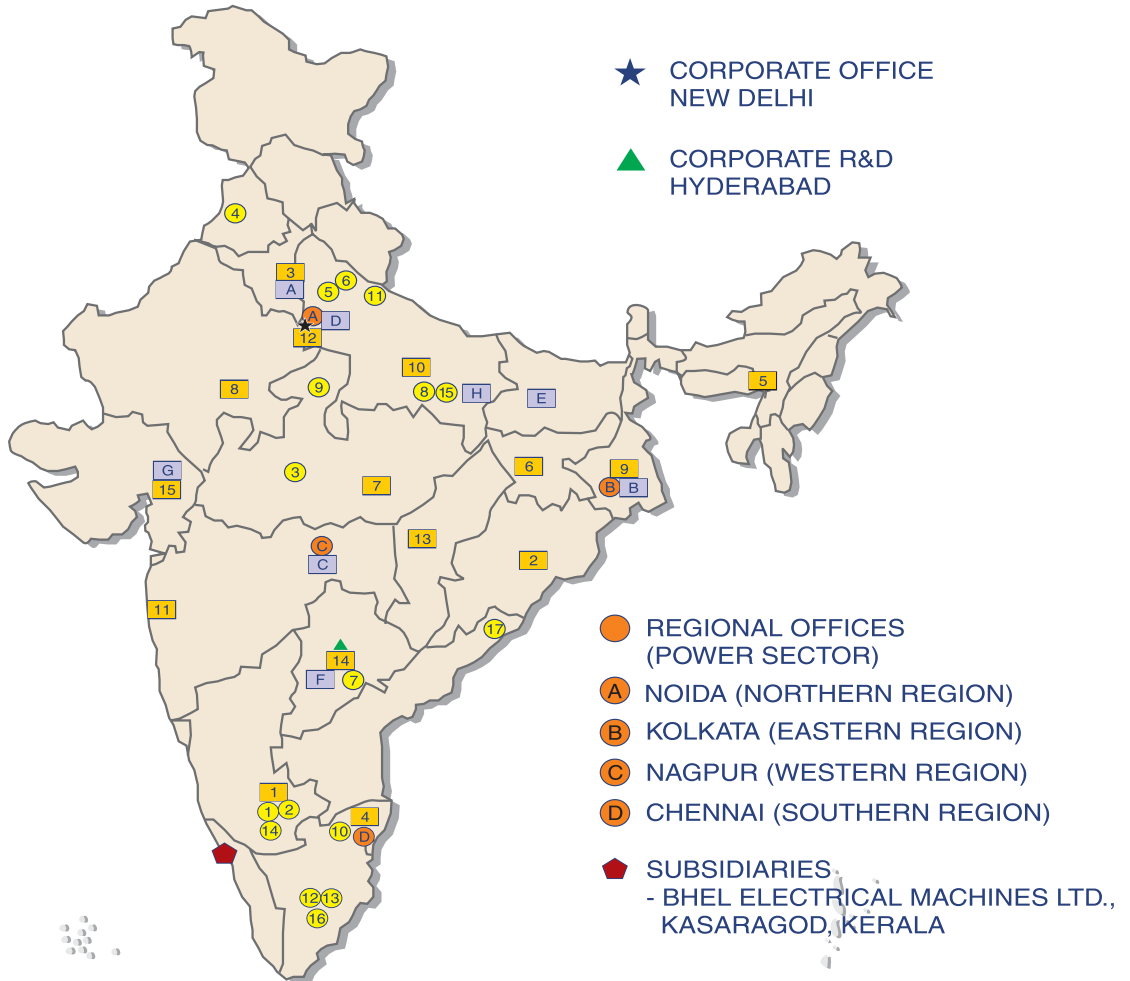 CORPORATE OFFICE
NEW DELHI
CORPORATE R&D
HYDERABAD
4
3
A
6
5
11
A
D
12
10
8
9
8
15
H
E
5
G
15
3
7
6
9
B
B
C
C
13
2
11
17
14
F
7
1
1
2
14
4
10
D
12
13
16
REGIONAL OFFICES
(POWER SECTOR)
A NOIDA (NORTHERN REGION)
B KOLKATA (EASTERN REGION)
C NAGPUR (WESTERN REGION)
D CHENNAI (SOUTHERN REGION)
SUBSIDIARIES
- BHEL ELECTRICAL MACHINES LTD.,
KASARAGOD, KERALA